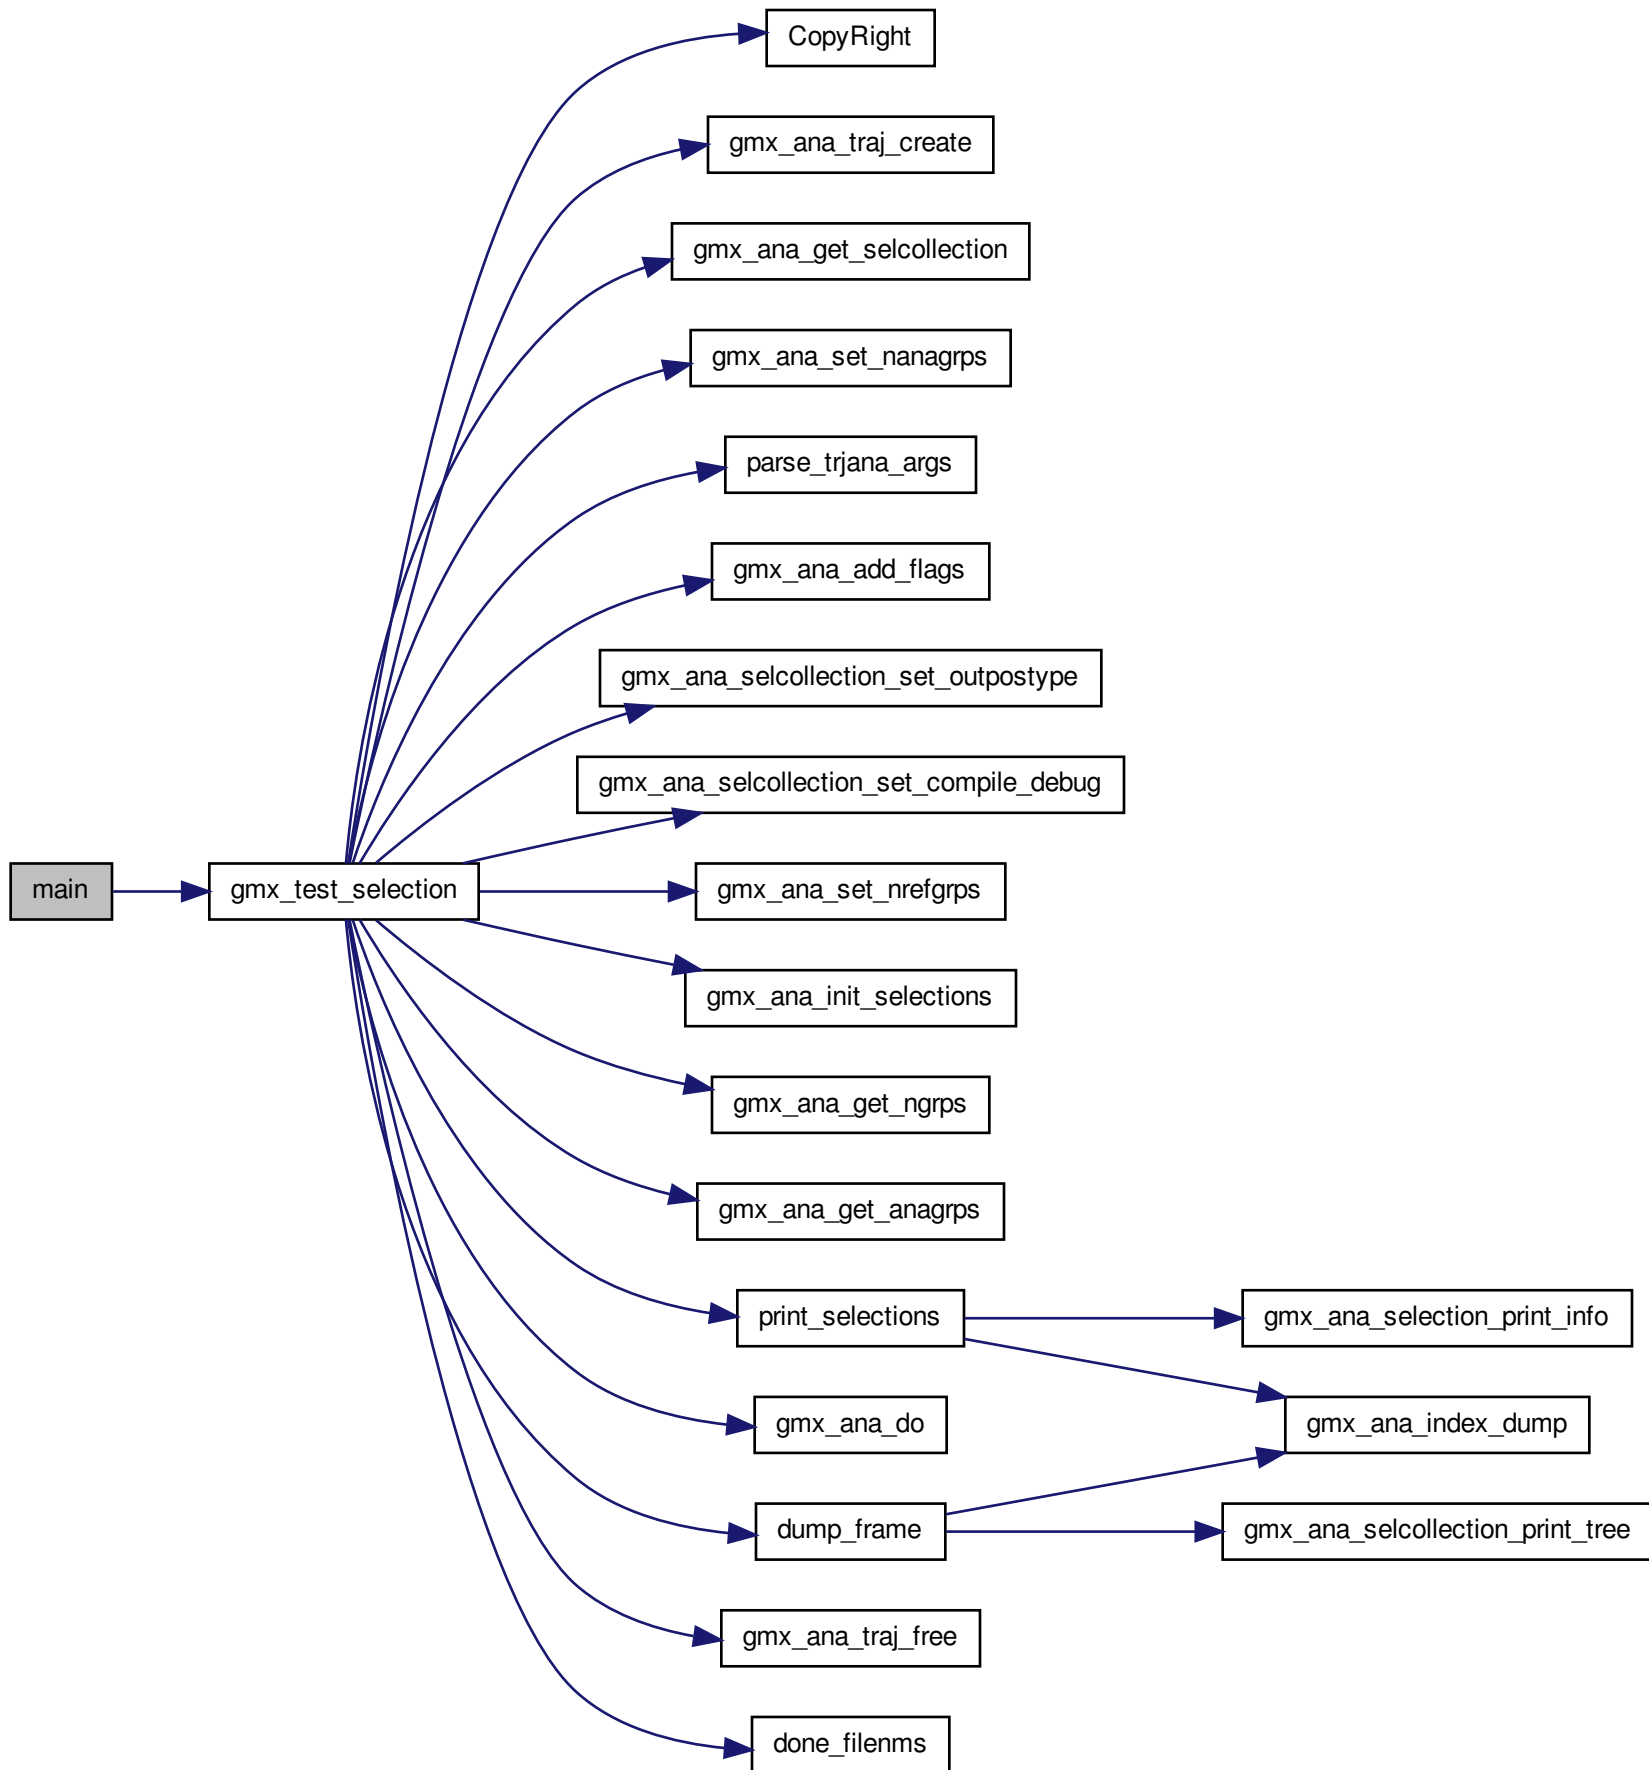 CopyRight
gmx_ana_traj_create
gmx_ana_get_selcollection
gmx_ana_set_nanagrps
parse_trjana_args
gmx_ana_add_flags
gmx_ana_selcollection_set_outpostype
gmx_ana_selcollection_set_compile_debug
main
gmx_test_selection
gmx_ana_set_nrefgrps
gmx_ana_init_selections
gmx_ana_get_ngrps
gmx_ana_get_anagrps
print_selections
gmx_ana_selection_print_info
gmx_ana_do
gmx_ana_index_dump
dump_frame
gmx_ana_selcollection_print_tree
gmx_ana_traj_free
done_filenms